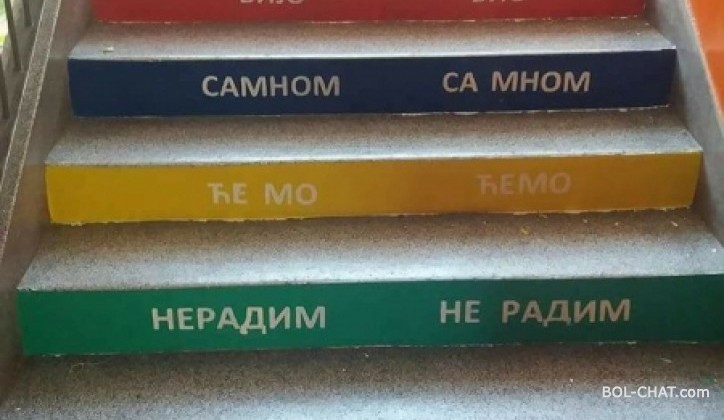 САМНОМ СА МНОМ
ЋЕ МО ЋЕМО
НЕРАДИМ НЕ РАДИМ
BOL-CHAT.COM